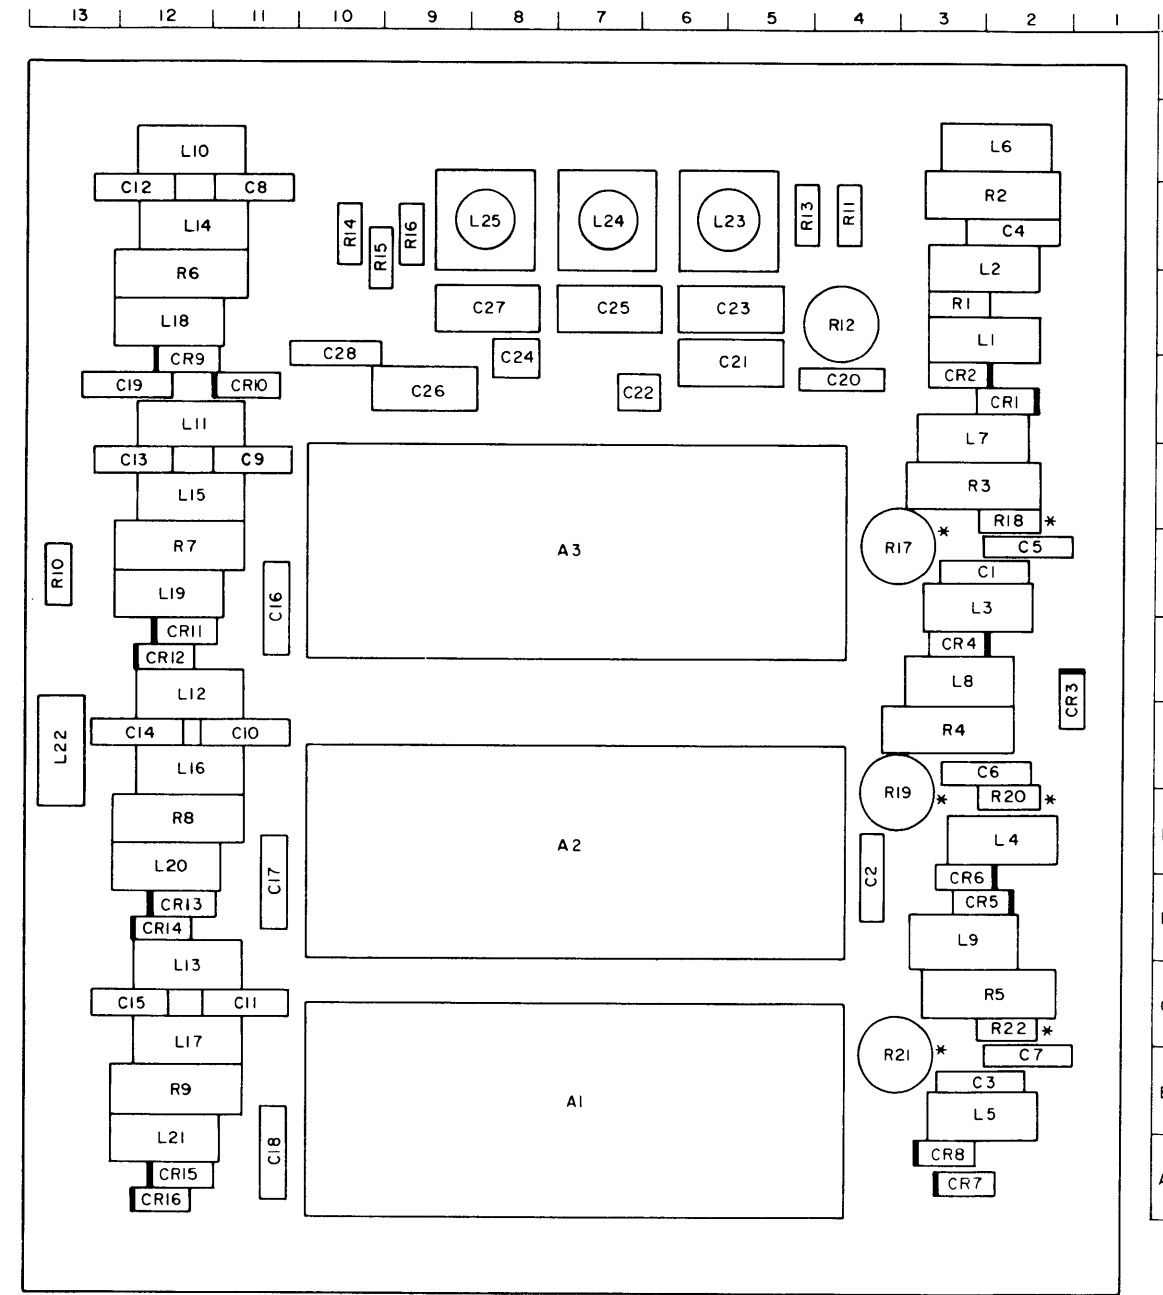 13 12 11 10 9 8 7 6 5 4 3 2 1
L10 L6
C12 C8 R2
L14 R14 R15 R16 L25 L24 L23 R13 R11 C4
R6 L2
C27 C25 C23 R12 R1
L18 L1
CR9 C28 C24 C21 CR2
C19 CR10 C26 C22 C20 CR1
L11 L7
C13 C9
L15 R3
R18 *
R7 A3 R17 * C5
R10 C1
L19 C16 L3
CR11 CR4
CR12
L12 L8 CR3
L22 C14 C10 R4
L16 C6
R19 * R20 *
R8 A2 L4
L20 C17 C2 CR6
CR13 CR5
CR14 L9
L13
C15 C11 R5
R22 *
L17 R21 * C7
C3
R9 A1
L21 C18 L5
CR8
CR15 CR7
CR16